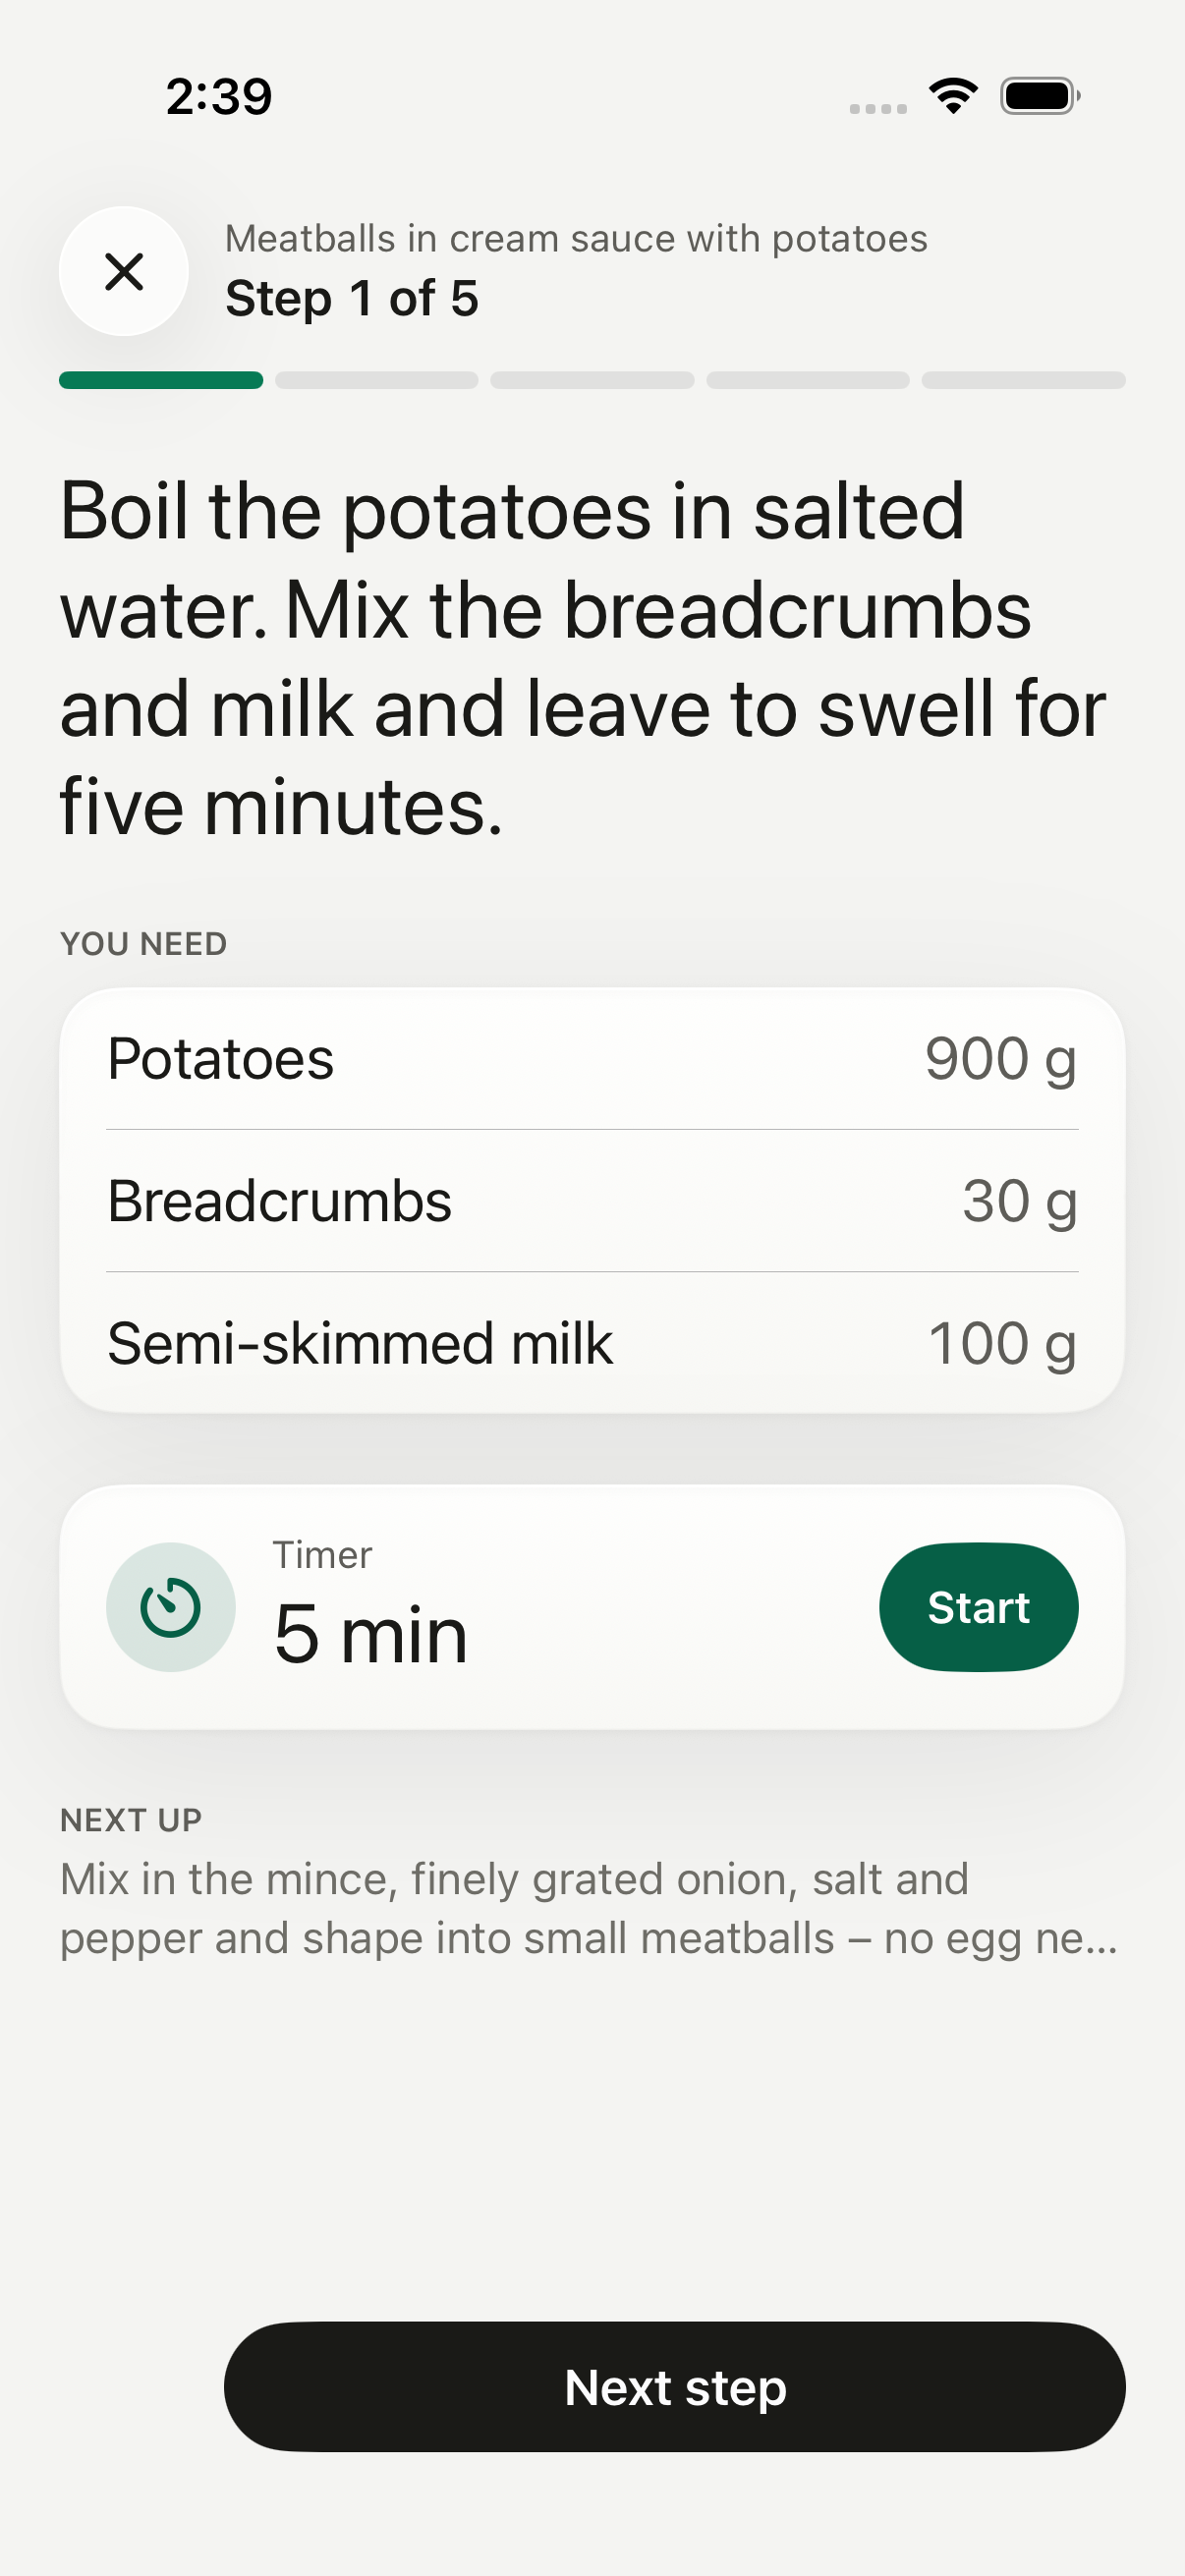 2:39
Meatballs in cream sauce with potatoes
Step 1 of 5
Boil the potatoes in salted
water. Mix the breadcrumbs
and milk and leave to swell for
five minutes.
YOU NEED
Potatoes 900 g
Breadcrumbs 30 g
Semi-skimmed milk 100 g
Timer
5 min
Start
NEXT UP
Mix in the mince, finely grated onion, salt and
pepper and shape into small meatballs – no egg ne...
Next step